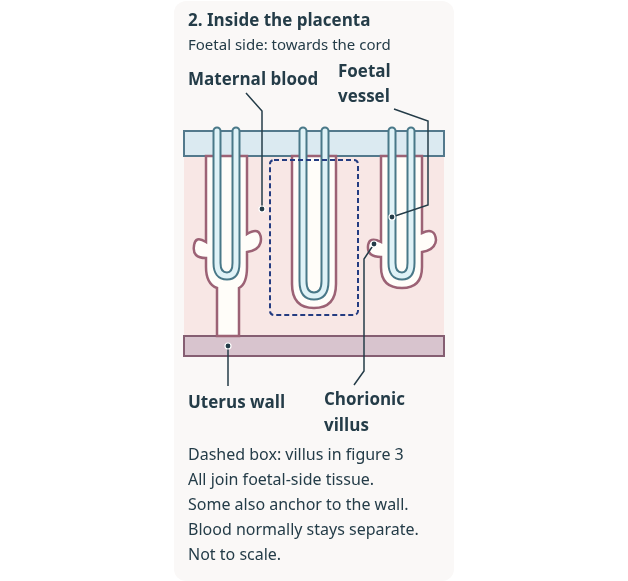 2. Inside the placenta
Foetal side: towards the cord
Maternal blood
Foetal
vessel
Uterus wall
Chorionic
villus
Dashed box: villus in figure 3
All join foetal-side tissue.
Some also anchor to the wall.
Blood normally stays separate.
Not to scale.